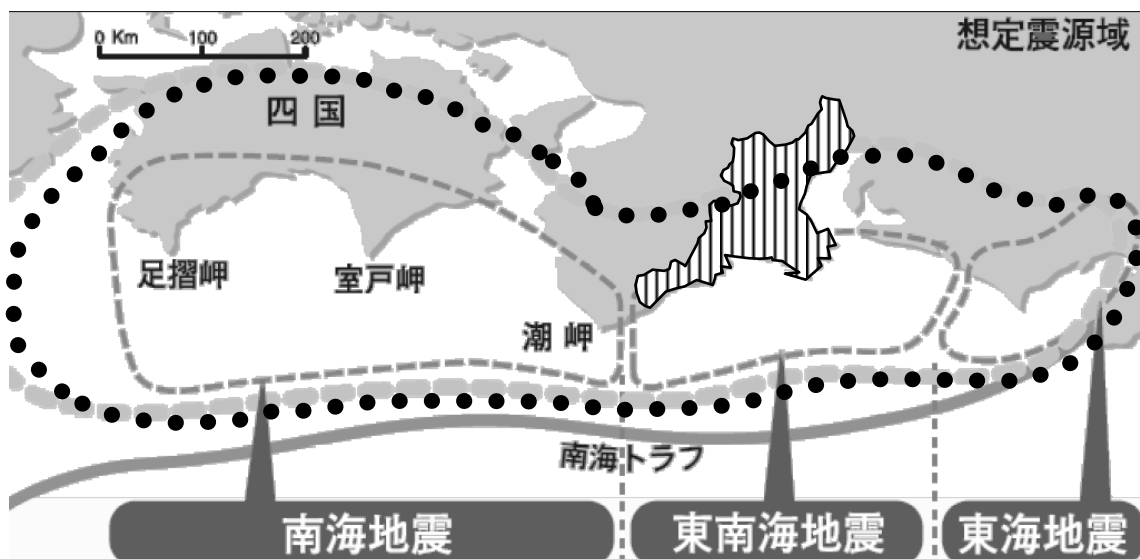 想定震源域
0 Km 100 200
四国
足摺岬
室戸岬
潮岬
南海トラフ
南海地震
東南海地震
東海地震